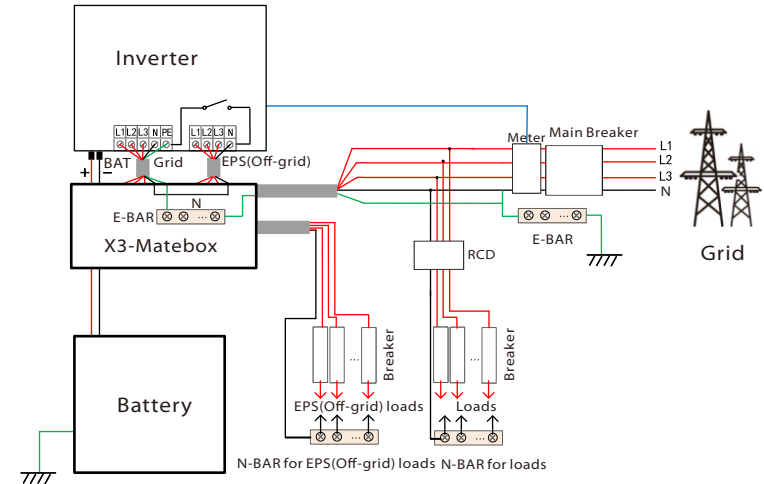 Inverter
L1 L2 L3 N PE
L1 L2 L3 N
BAT
Grid
EPS(Off-grid)
+
−
N
E-BAR
X3-Matebox
Battery
Meter
Main Breaker
L1
L2
L3
N
E-BAR
Grid
RCD
...
Breaker
...
Breaker
EPS(Off-grid) loads
Loads
...
...
...
...
N-BAR for EPS(Off-grid) loads
N-BAR for loads